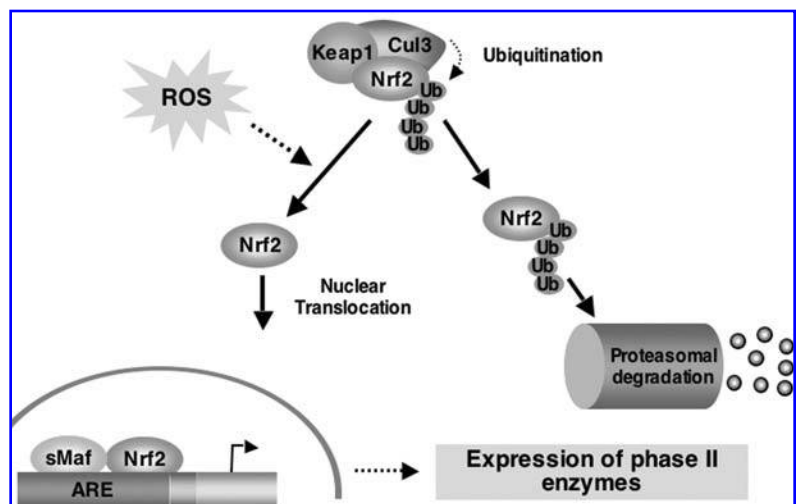 Keap1
Cul3
Nrf2
Ub
Ub
Ub
Ub
Ubiquitination
ROS
Nrf2
Nrf2
Ub
Ub
Ub
Ub
Nuclear
Translocation
Proteasomal
degradation
sMaf
Nrf2
ARE
Expression of phase II
enzymes